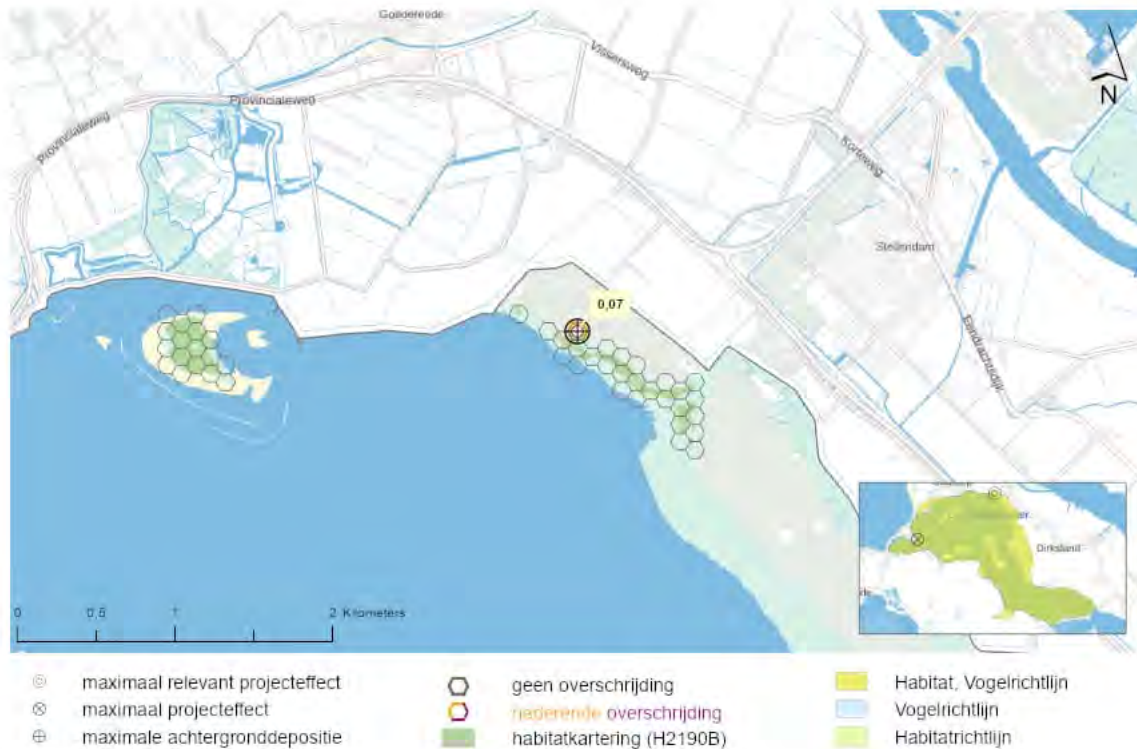 Goedereede
Vissersweg
N
Provincialeweg
Provincialeweg
Korteweg
Stellendam
0,07
Eendrachtsdijk
Dirksland
0 0,5 1 2 Kilometers
maximaal relevant projecteffect
geen overschrijding
Habitat, Vogelrichtlijn
maximaal projecteffect
naderende overschrijding
Vogelrichtlijn
maximale achtergronddepositie
habitatkartering (H2190B)
Habitatrichtlijn